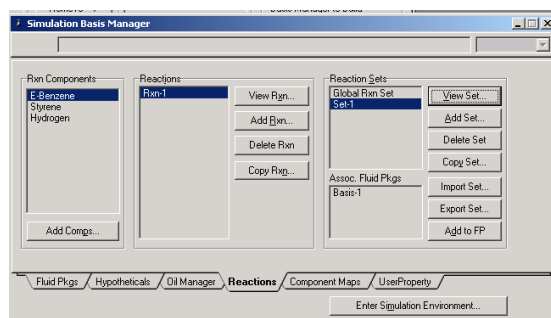 Simulation Basis Manager
Rxn Components
E-Benzene
Styrene
Hydrogen
Add Comps...
Reactions
Rxn-1
View Rxn...
Add Rxn...
Delete Rxn
Copy Rxn...
Reaction Sets
Global Rxn Set
Set-1
Assoc. Fluid Pkgs
Basis-1
View Set...
Add Set...
Delete Set
Copy Set...
Import Set...
Export Set...
Add to FP
Fluid Pkgs
Hypotheticals
Oil Manager
Reactions
Component Maps
UserProperty
Enter Simulation Environment...